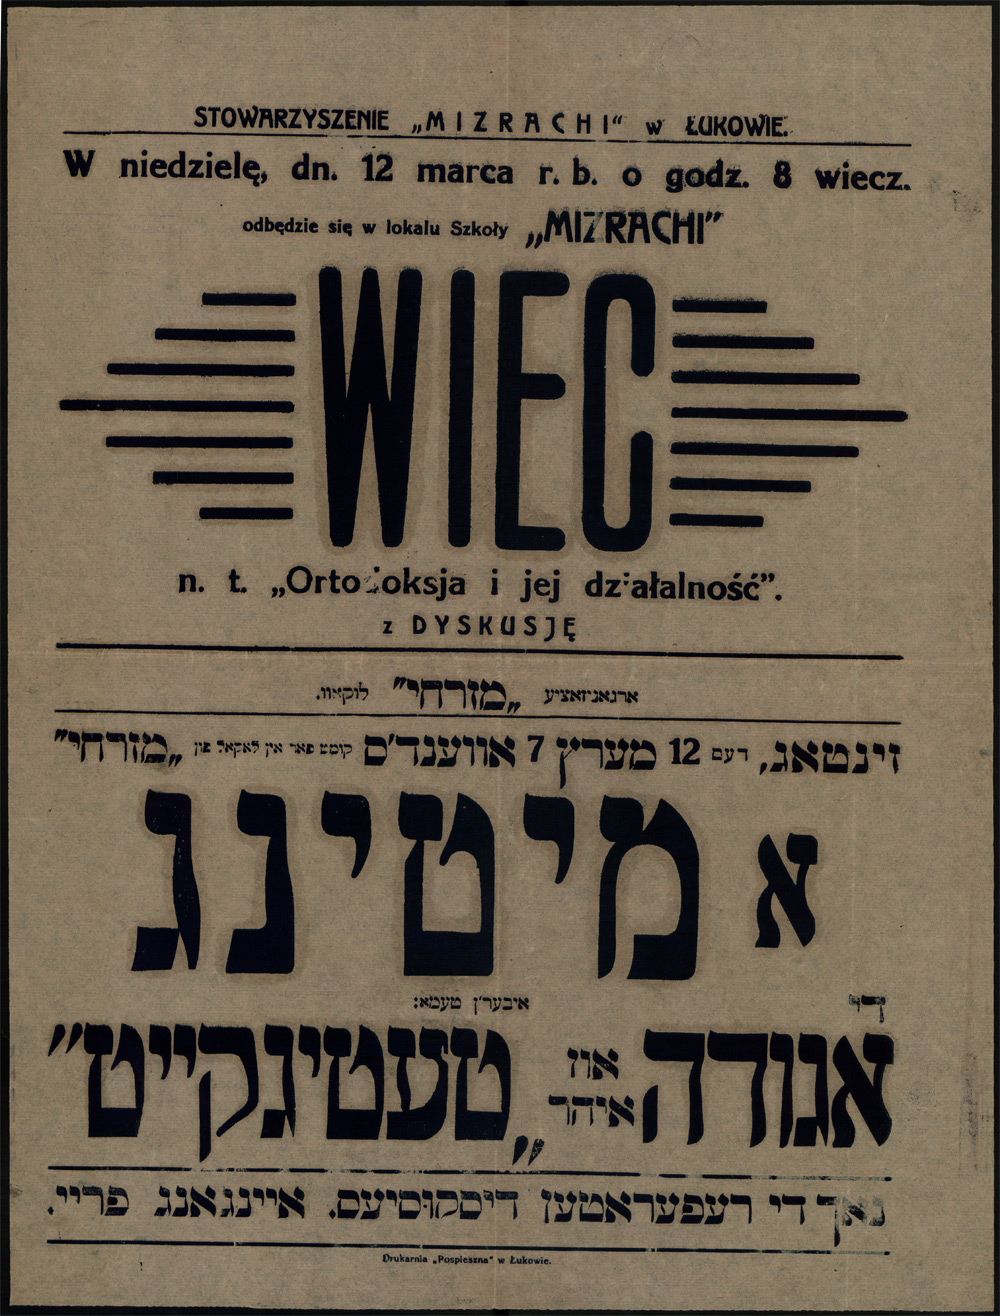 STOWARZYSZENIE „MIZRACHI“ w ŁUKOWIE.
W niedzielę, dn. 12 marca r. b. o godz. 8 wiecz.
odbędzie się w lokalu Szkoły „MIZRACHI”
WIEC
n. t. „Ortodoksja i jej działalność”.
z DYSKUSJĘ
ארגאניזאציע „מזרחי” לוקאוו.
זינטאג, דעם 12 מערץ 7 אווענד'ס קומט פאר אין לאקאל פון „מזרחי”
א מיטינג
איבער'ן טעמא:
די אגודה און איהר „טעטיגקייט”
נאך די רעפעראטען דיסקוסיעס. איינגאנג פריי.
Drukarnia „Pospieszna“ w Łukowie.